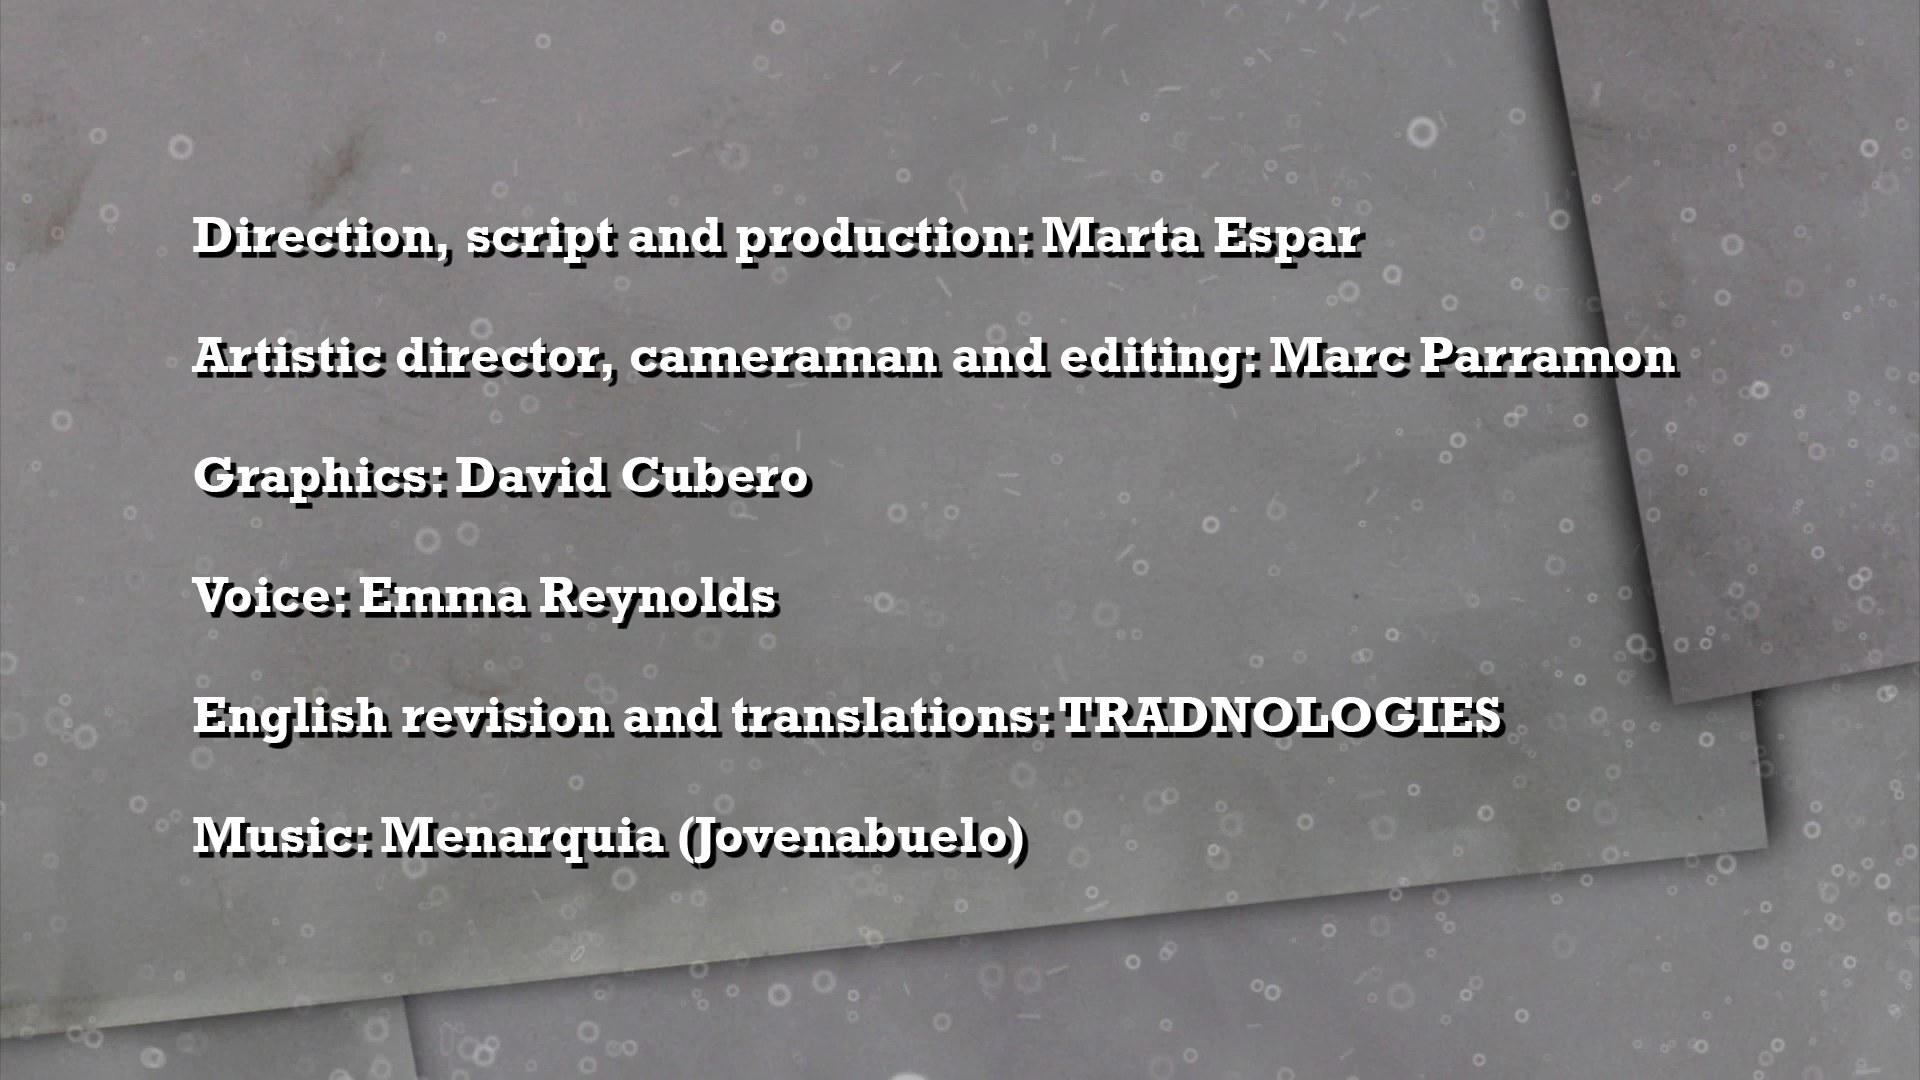 Direction, script and production: Marta Espar
Artistic director, cameraman and editing: Marc Parramon
Graphics: David Cubero
Voice: Emma Reynolds
English revision and translations: TRADNOLOGIES
Music: Menarquia (Jovenabuelo)